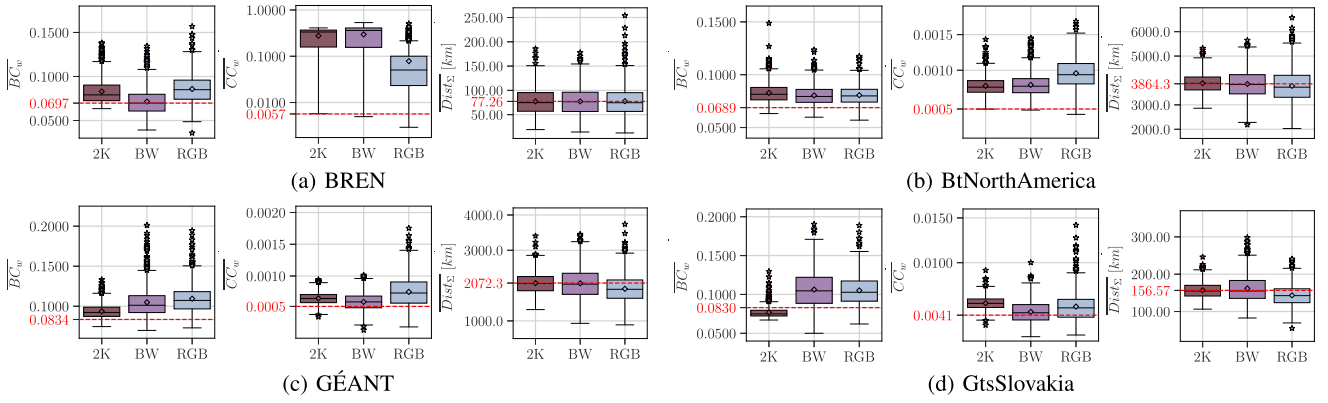 BC_w
0.1500
0.1000
0.0697
0.0500
2K BW RGB
CC_w
1.0000
0.1000
0.0100
0.0057
2K BW RGB
Dist_Σ [km]
250.00
200.00
150.00
100.00
77.26
50.00
2K BW RGB
(a) BREN
BC_w
0.1500
0.1000
0.0689
0.0500
2K BW RGB
CC_w
0.0015
0.0010
0.0005
2K BW RGB
Dist_Σ [km]
6000.0
5000.0
3864.3
3000.0
2000.0
2K BW RGB
(b) BtNorthAmerica
BC_w
0.2000
0.1500
0.1000
0.0834
2K BW RGB
CC_w
0.0020
0.0015
0.0010
0.0005
2K BW RGB
Dist_Σ [km]
4000.0
3000.0
2072.3
1000.0
2K BW RGB
(c) GÉANT
BC_w
0.2000
0.1500
0.1000
0.0830
0.0500
2K BW RGB
CC_w
0.0150
0.0100
0.0041
2K BW RGB
Dist_Σ [km]
300.00
200.00
156.57
100.00
2K BW RGB
(d) GtsSlovakia